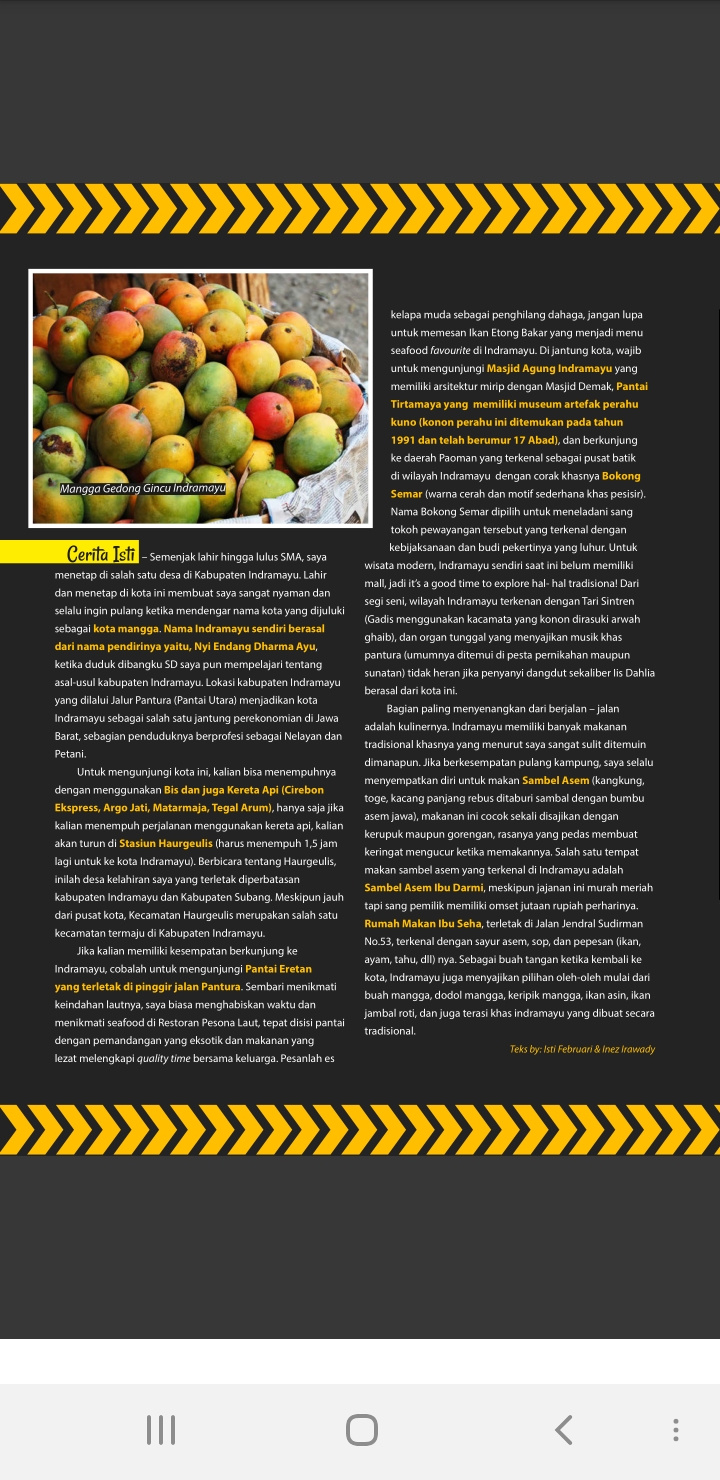 Mangga Gedong Gincu Indramayu
Cerita Isti – Semenjak lahir hingga lulus SMA, saya
menetap di salah satu desa di Kabupaten Indramayu. Lahir
dan menetap di kota ini membuat saya sangat nyaman dan
selalu ingin pulang ketika mendengar nama kota yang dijuluki
sebagai kota mangga. Nama Indramayu sendiri berasal
dari nama pendirinya yaitu, Nyi Endang Dharma Ayu,
ketika duduk dibangku SD saya pun mempelajari tentang
asal-usul kabupaten Indramayu. Lokasi kabupaten Indramayu
yang dilalui Jalur Pantura (Pantai Utara) menjadikan kota
Indramayu sebagai salah satu jantung perekonomian di Jawa
Barat, sebagian penduduknya berprofesi sebagai Nelayan dan
Petani.
Untuk mengunjungi kota ini, kalian bisa menempuhnya
dengan menggunakan Bis dan juga Kereta Api (Cirebon
Ekspress, Argo Jati, Matarmaja, Tegal Arum), hanya saja jika
kalian menempuh perjalanan menggunakan kereta api, kalian
akan turun di Stasiun Haurgeulis (harus menempuh 1,5 jam
lagi untuk ke kota Indramayu). Berbicara tentang Haurgeulis,
inilah desa kelahiran saya yang terletak diperbatasan
kabupaten Indramayu dan Kabupaten Subang. Meskipun jauh
dari pusat kota, Kecamatan Haurgeulis merupakan salah satu
kecamatan termaju di Kabupaten Indramayu.
Jika kalian memiliki kesempatan berkunjung ke
Indramayu, cobalah untuk mengunjungi Pantai Eretan
yang terletak di pinggir jalan Pantura. Sembari menikmati
keindahan lautnya, saya biasa menghabiskan waktu dan
menikmati seafood di Restoran Pesona Laut, tepat disisi pantai
dengan pemandangan yang eksotik dan makanan yang
lezat melengkapi quality time bersama keluarga. Pesanlah es
kelapa muda sebagai penghilang dahaga, jangan lupa
untuk memesan Ikan Etong Bakar yang menjadi menu
seafood favourite di Indramayu. Di jantung kota, wajib
untuk mengunjungi Masjid Agung Indramayu yang
memiliki arsitektur mirip dengan Masjid Demak, Pantai
Tirtamaya yang memiliki museum artefak perahu
kuno (konon perahu ini ditemukan pada tahun
1991 dan telah berumur 17 Abad), dan berkunjung
ke daerah Paoman yang terkenal sebagai pusat batik
di wilayah Indramayu dengan corak khasnya Bokong
Semar (warna cerah dan motif sederhana khas pesisir).
Nama Bokong Semar dipilih untuk meneladani sang
tokoh pewayangan tersebut yang terkenal dengan
kebijaksanaan dan budi pekertinya yang luhur. Untuk
wisata modern, Indramayu sendiri saat ini belum memiliki
mall, jadi it's a good time to explore hal- hal tradisiona! Dari
segi seni, wilayah Indramayu terkenan dengan Tari Sintren
(Gadis menggunakan kacamata yang konon dirasuki arwah
ghaib), dan organ tunggal yang menyajikan musik khas
pantura (umumnya ditemui di pesta pernikahan maupun
sunatan) tidak heran jika penyanyi dangdut sekaliber Iis Dahlia
berasal dari kota ini.
Bagian paling menyenangkan dari berjalan – jalan
adalah kulinernya. Indramayu memiliki banyak makanan
tradisional khasnya yang menurut saya sangat sulit ditemuin
dimanapun. Jika berkesempatan pulang kampung, saya selalu
menyempatkan diri untuk makan Sambel Asem (kangkung,
toge, kacang panjang rebus ditaburi sambal dengan bumbu
asem jawa), makanan ini cocok sekali disajikan dengan
kerupuk maupun gorengan, rasanya yang pedas membuat
keringat mengucur ketika memakannya. Salah satu tempat
makan sambel asem yang terkenal di Indramayu adalah
Sambel Asem Ibu Darmi, meskipun jajanan ini murah meriah
tapi sang pemilik memiliki omset jutaan rupiah perharinya.
Rumah Makan Ibu Seha, terletak di Jalan Jendral Sudirman
No.53, terkenal dengan sayur asem, sop, dan pepesan (ikan,
ayam, tahu, dll) nya. Sebagai buah tangan ketika kembali ke
kota, Indramayu juga menyajikan pilihan oleh-oleh mulai dari
buah mangga, dodol mangga, keripik mangga, ikan asin, ikan
jambal roti, dan juga terasi khas indramayu yang dibuat secara
tradisional.
Teks by: Isti Februari & Inez Irawady